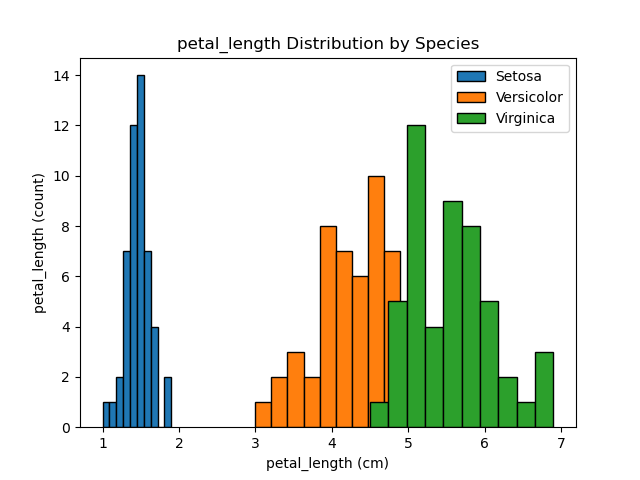 petal_length Distribution by Species
Setosa
Versicolor
Virginica
14
12
10
8
6
4
2
0
petal_length (count)
1 2 3 4 5 6 7
petal_length (cm)